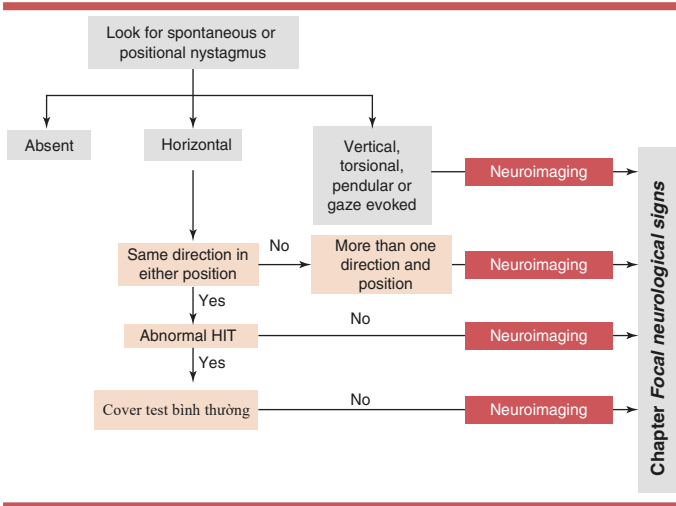 Look for spontaneous or
positional nystagmus
Absent
Horizontal
Vertical,
torsional,
pendular or
gaze evoked
Neuroimaging
Same direction in
either position
No
More than one
direction and
position
Neuroimaging
Yes
Abnormal HIT
No
Neuroimaging
Yes
Cover test bình thường
No
Neuroimaging
Chapter Focal neurological signs